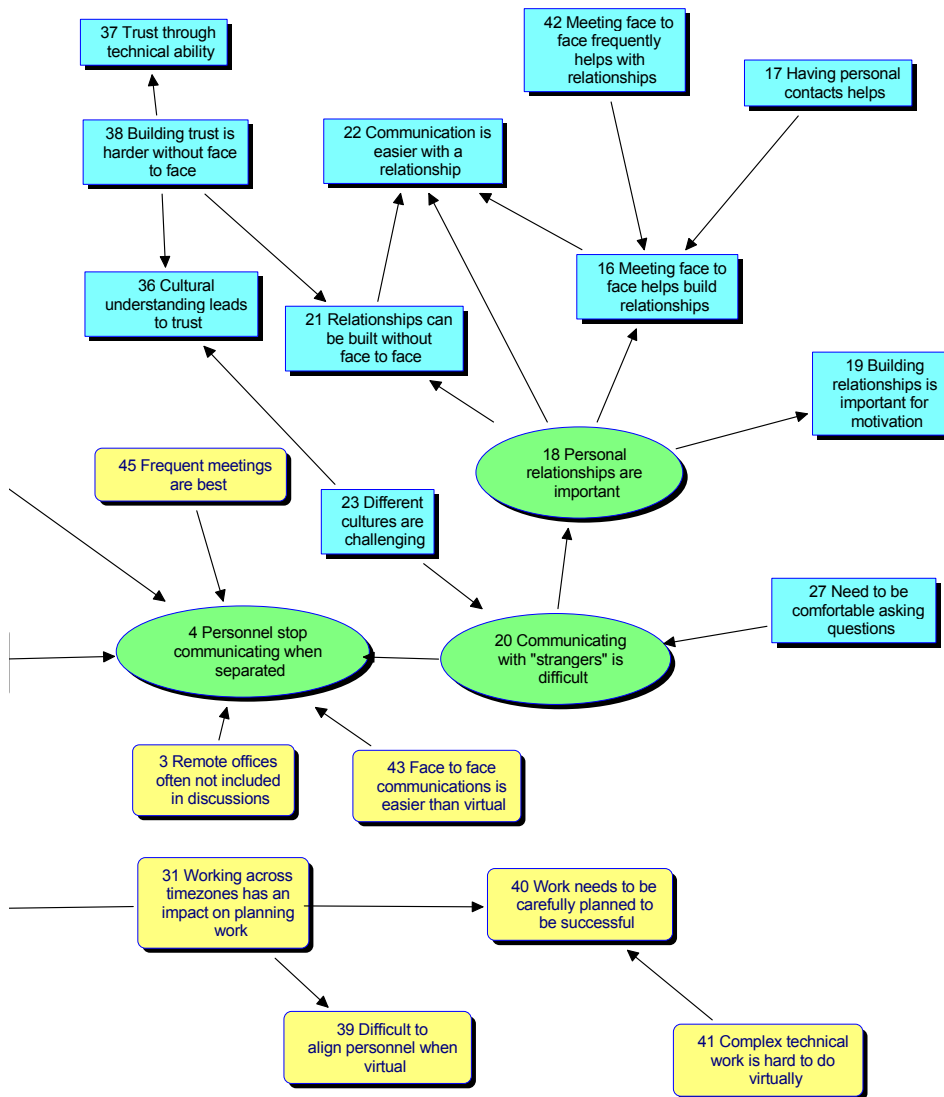 37 Trust through
technical ability
42 Meeting face to
face frequently
helps with
relationships
17 Having personal
contacts helps
38 Building trust is
harder without face
to face
22 Communication is
easier with a
relationship
36 Cultural
understanding leads
to trust
16 Meeting face to
face helps build
relationships
21 Relationships can
be built without
face to face
19 Building
relationships is
important for
motivation
18 Personal
relationships are
important
45 Frequent meetings
are best
23 Different
cultures are
challenging
27 Need to be
comfortable asking
questions
4 Personnel stop
communicating when
separated
20 Communicating
with "strangers" is
difficult
3 Remote offices
often not included
in discussions
43 Face to face
communications is
easier than virtual
31 Working across
timezones has an
impact on planning
work
40 Work needs to be
carefully planned to
be successful
39 Difficult to
align personnel when
virtual
41 Complex technical
work is hard to do
virtually